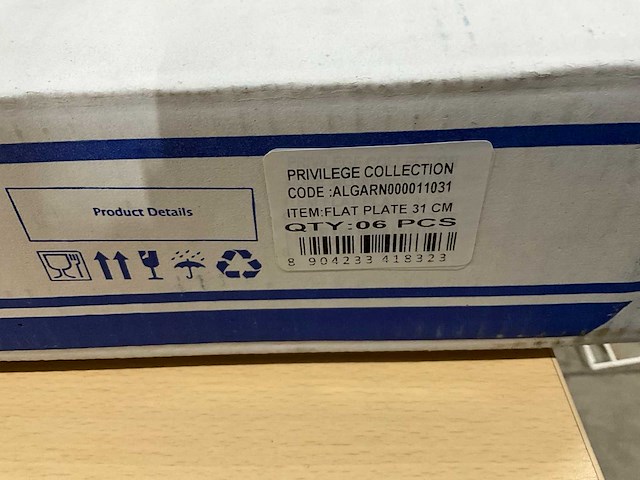 Product Details
PRIVILEGE COLLECTION
CODE :ALGARN000011031
ITEM:FLAT PLATE 31 CM
QTY:06 PCS
8 904233 418323